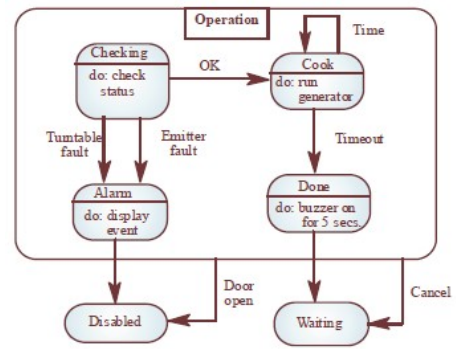 Operation
Checking
do: check
status
OK
Time
Cook
do: run
generator
Turntable
fault
Emitter
fault
Timeout
Alarm
do: display
event
Done
do: buzzer on
for 5 secs.
Door
open
Cancel
Disabled
Waiting